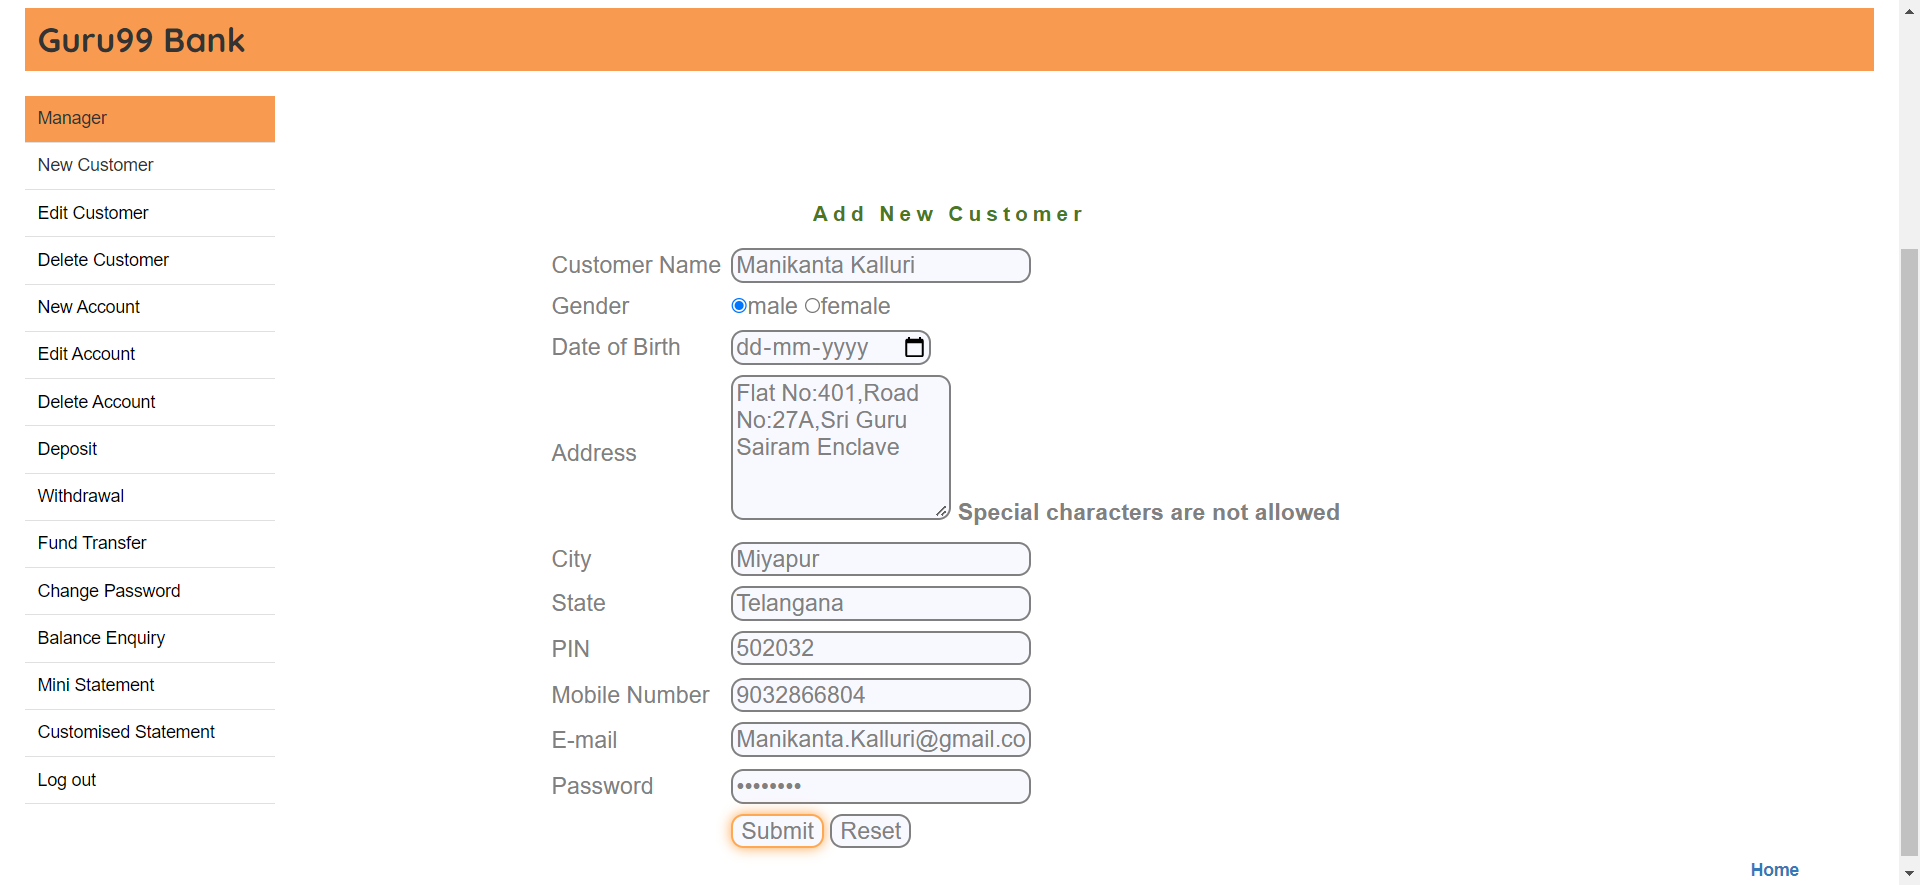 Guru99 Bank
Manager
New Customer
Edit Customer
Delete Customer
New Account
Edit Account
Delete Account
Deposit
Withdrawal
Fund Transfer
Change Password
Balance Enquiry
Mini Statement
Customised Statement
Log out
Add New Customer
Customer Name Manikanta Kalluri
Gender male female
Date of Birth dd-mm-yyyy
Address
Flat No:401,Road
No:27A,Sri Guru
Sairam Enclave
Special characters are not allowed
City Miyapur
State Telangana
PIN 502032
Mobile Number 9032866804
E-mail Manikanta.Kalluri@gmail.co
Password ••••••••
Submit Reset
Home